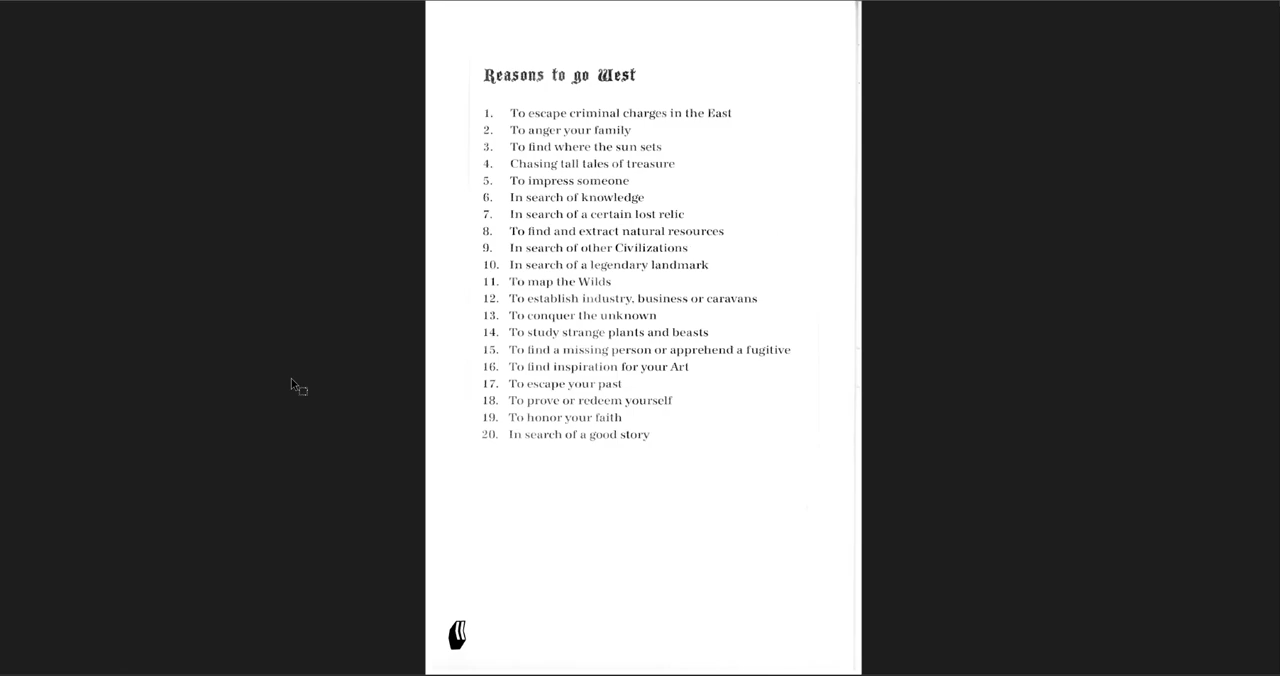 Reasons to go West
1. To escape criminal charges in the East
2. To anger your family
3. To find where the sun sets
4. Chasing tall tales of treasure
5. To impress someone
6. In search of knowledge
7. In search of a certain lost relic
8. To find and extract natural resources
9. In search of other Civilizations
10. In search of a legendary landmark
11. To map the Wilds
12. To establish industry, business or caravans
13. To conquer the unknown
14. To study strange plants and beasts
15. To find a missing person or apprehend a fugitive
16. To find inspiration for your Art
17. To escape your past
18. To prove or redeem yourself
19. To honor your faith
20. In search of a good story